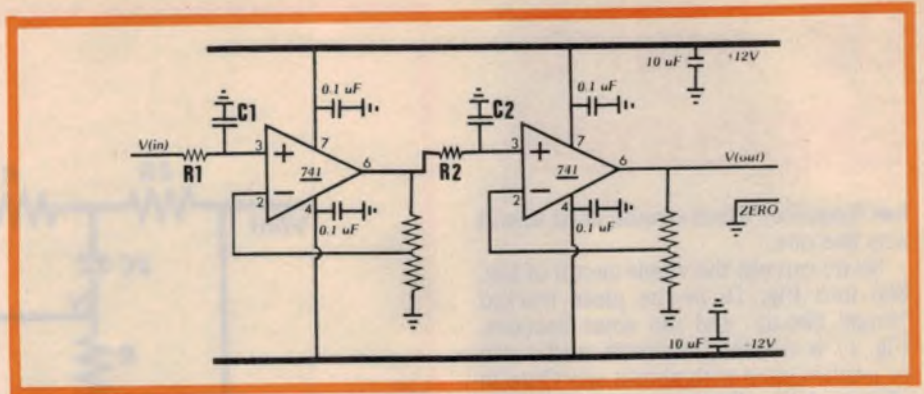 10 uF
+12V
0.1 uF
0.1 uF
C1
C2
V(in)
3
7
R2
3
7
R1
+
6
+
6
V(out)
741
741
2
−
4
2
−
4
ZERO
0.1 uF
0.1 uF
10 uF
-12V